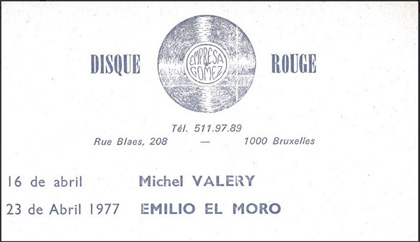 DISQUE ROUGE
EMPRESA
GOMEZ
Tél. 511.97.89
Rue Blaes, 208 — 1000 Bruxelles
16 de abril Michel VALERY
23 de Abril 1977 EMILIO EL MORO